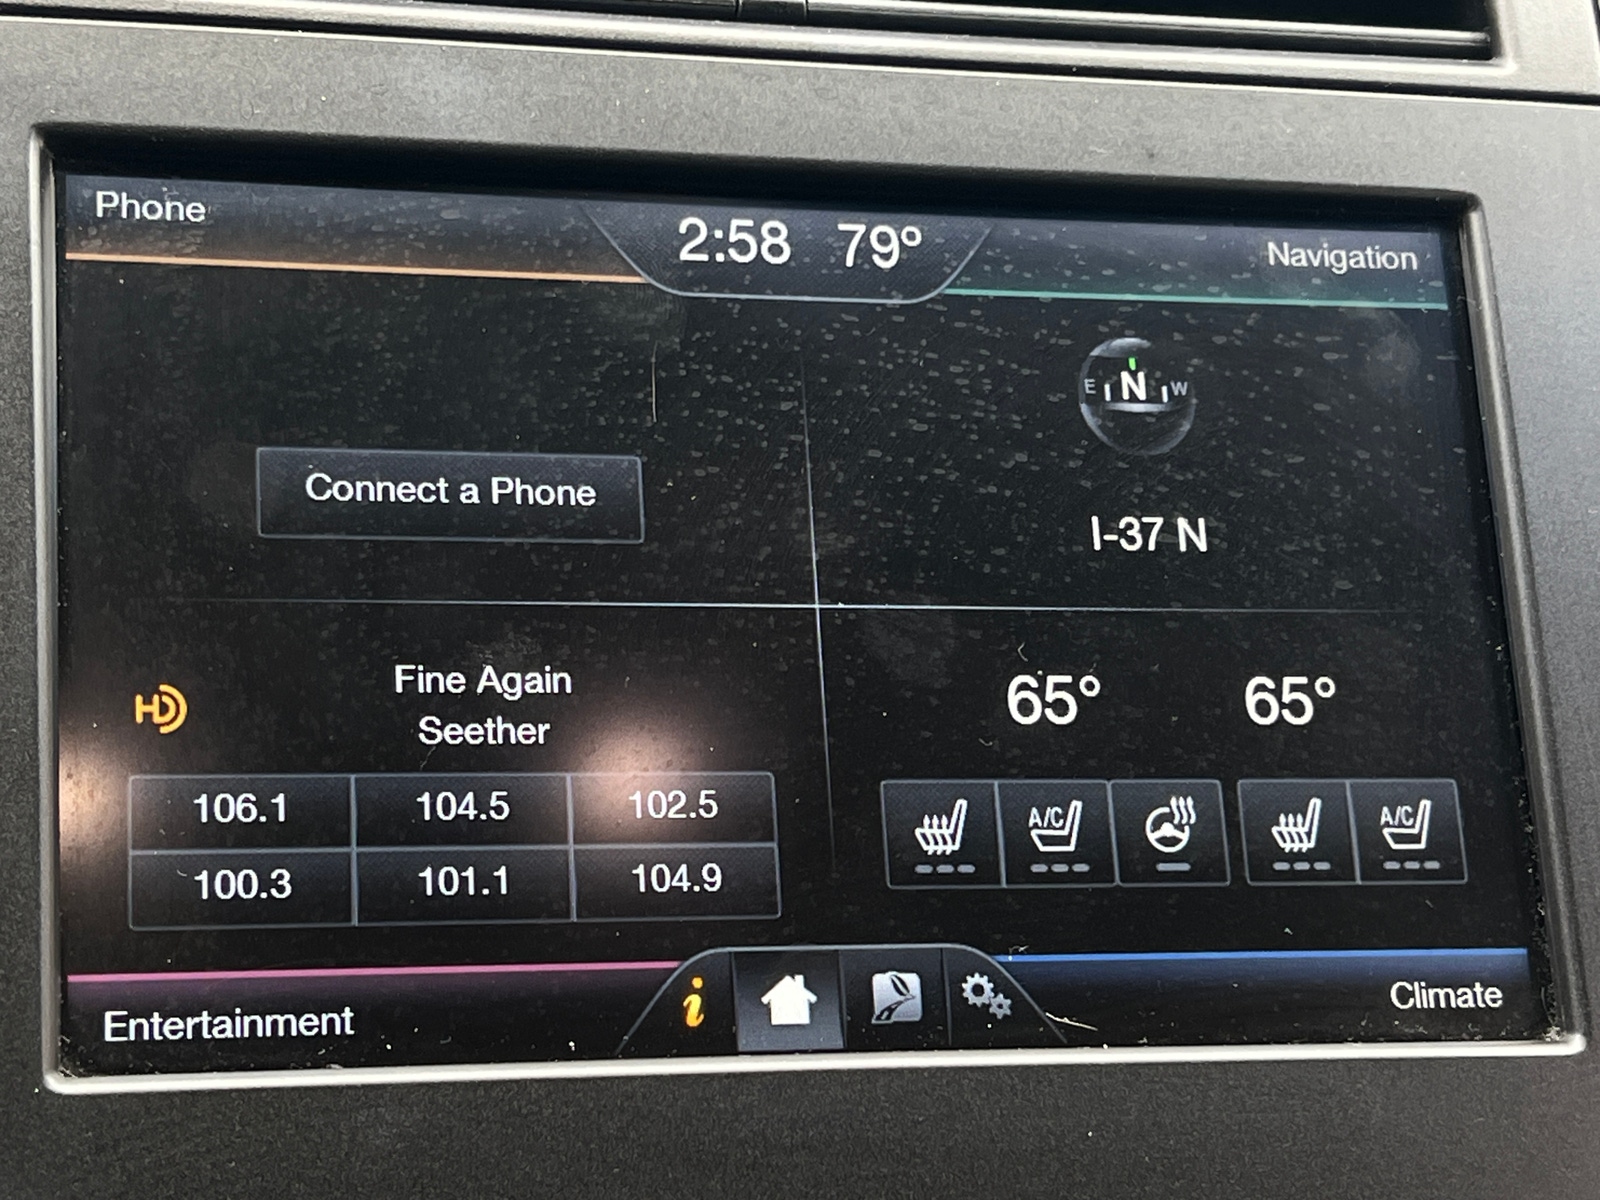 Phone
2:58 79°
Navigation
E N W
Connect a Phone
I-37 N
HD
Fine Again
Seether
106.1 104.5 102.5
100.3 101.1 104.9
65° 65°
A/C A/C
i
Entertainment
Climate